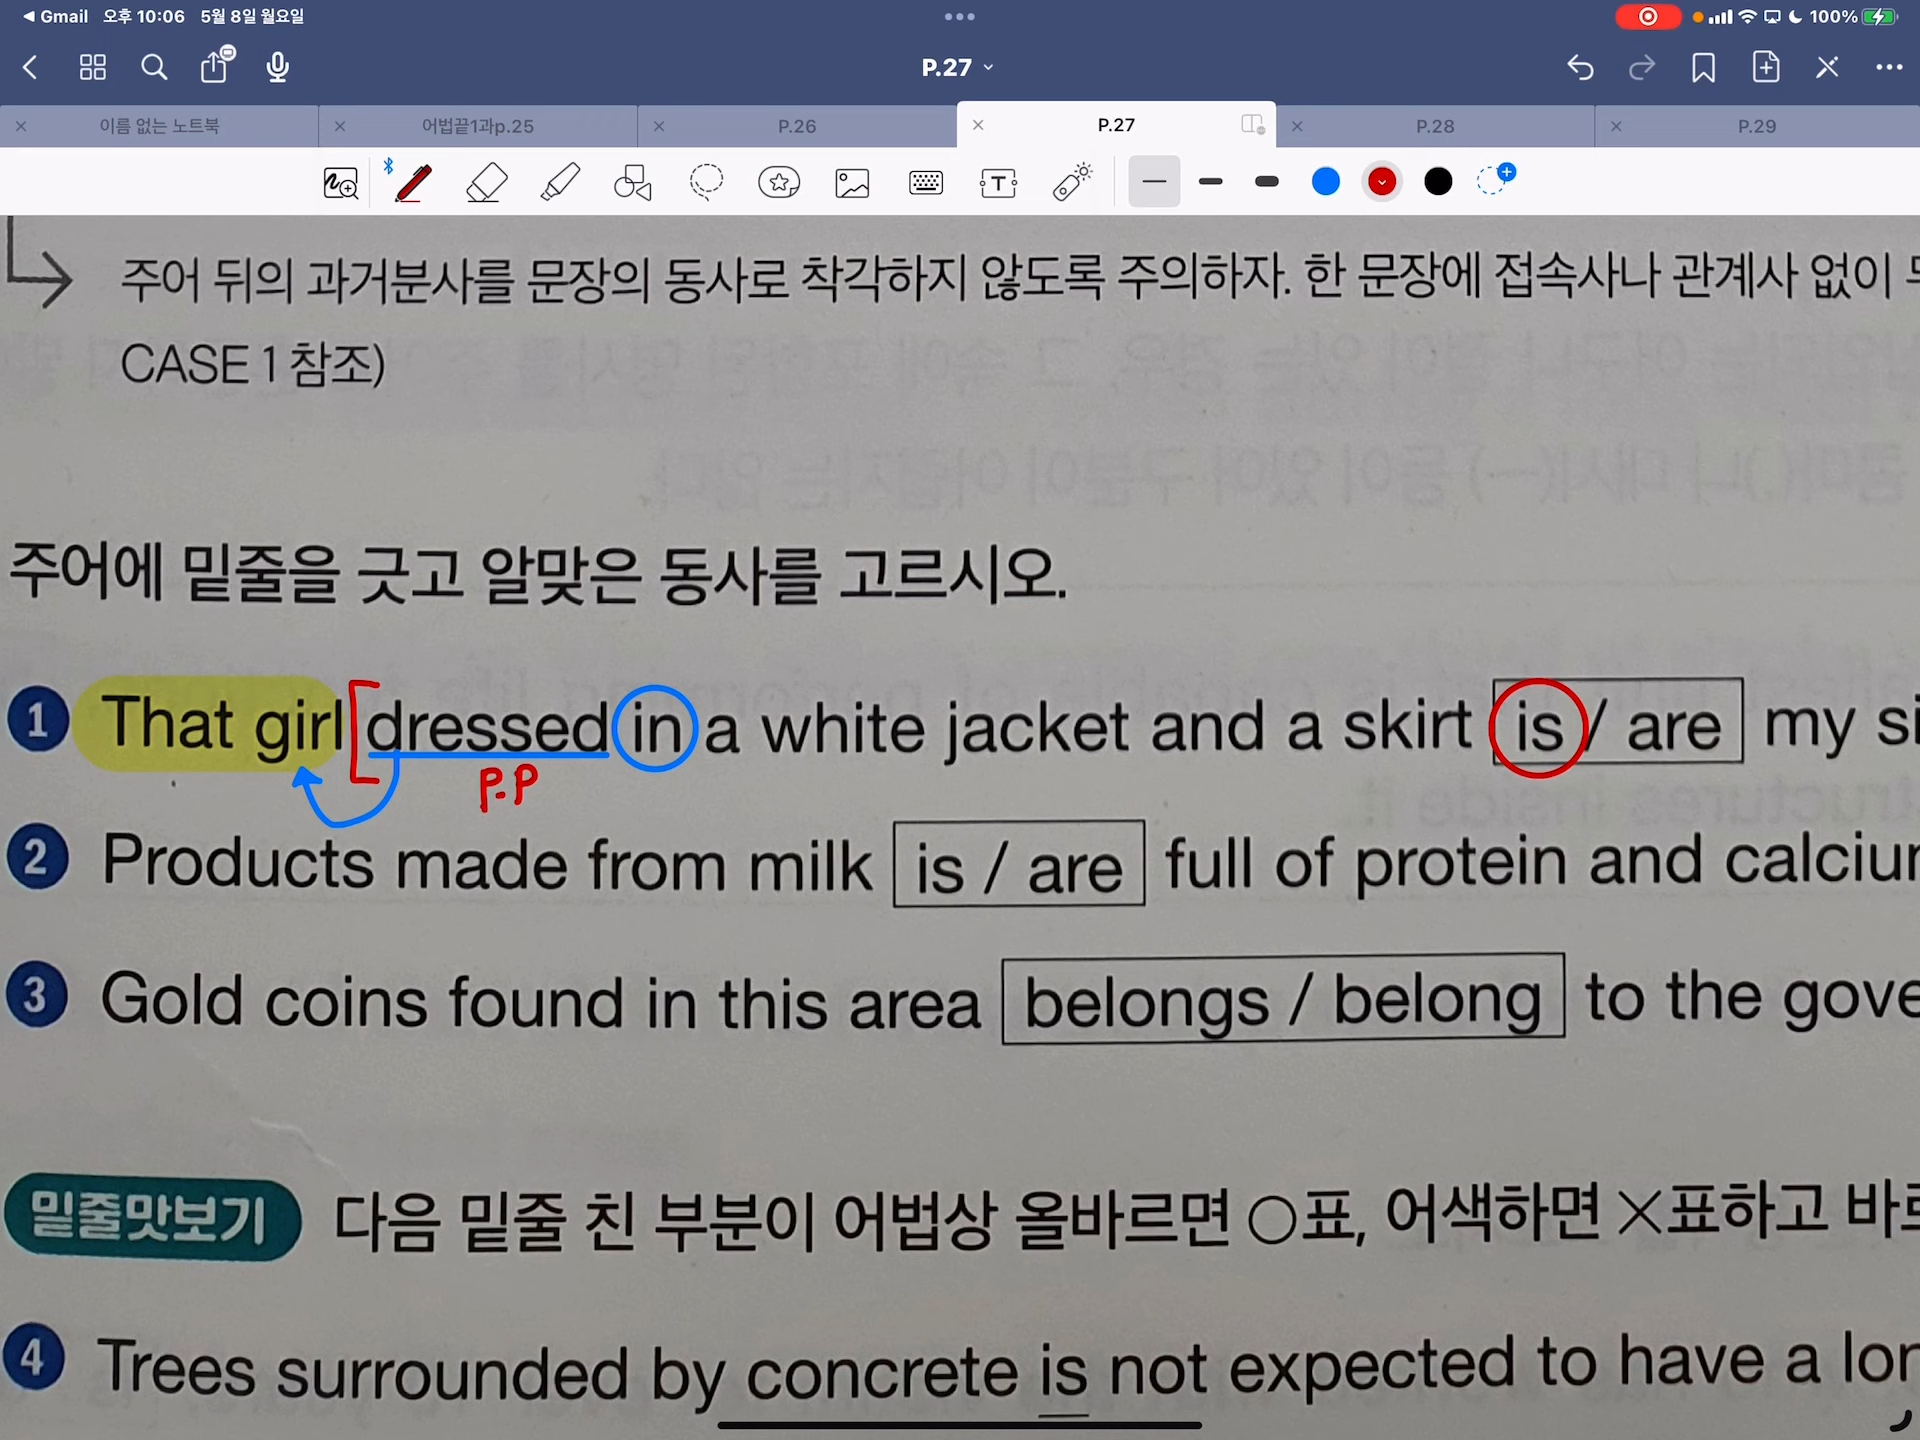 Gmail 오후 10:06 5월 8일 월요일 100%
P.27
이름 없는 노트북 어법끝1과p.25 P.26 P.27 P.28 P.29
주어 뒤의 과거분사를 문장의 동사로 착각하지 않도록 주의하자. 한 문장에 접속사나 관계사 없이
CASE 1 참조)
주어에 밑줄을 긋고 알맞은 동사를 고르시오.
1 That girl [dressed in a white jacket and a skirt is / are my si
P.P
2 Products made from milk is / are full of protein and calciu
3 Gold coins found in this area belongs / belong to the gove
밑줄맛보기 다음 밑줄 친 부분이 어법상 올바르면 ○표, 어색하면 ×표하고 바로
4 Trees surrounded by concrete is not expected to have a lon